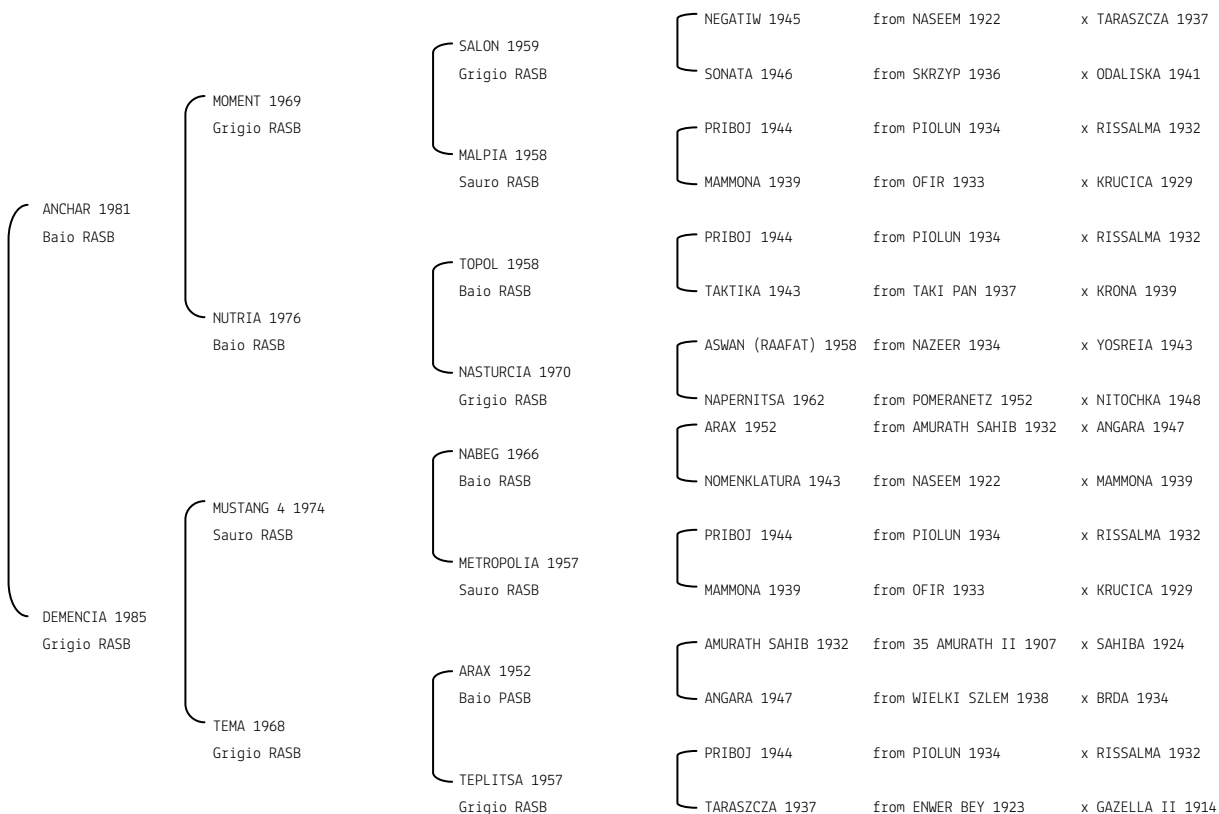 NEGATIW 1945 from NASEEM 1922 x TARASZCZA 1937
SALON 1959
Grigio RASB
SONATA 1946 from SKRZYP 1936 x ODALISKA 1941
MOMENT 1969
Grigio RASB
PRIBOJ 1944 from PIOLUN 1934 x RISSALMA 1932
MALPIA 1958
Sauro RASB
MAMMONA 1939 from OFIR 1933 x KRUCICA 1929
ANCHAR 1981
Baio RASB
PRIBOJ 1944 from PIOLUN 1934 x RISSALMA 1932
TOPOL 1958
Baio RASB
TAKTIKA 1943 from TAKI PAN 1937 x KRONA 1939
NUTRIA 1976
Baio RASB
ASWAN (RAAFAT) 1958 from NAZEER 1934 x YOSREIA 1943
NASTURCIA 1970
Grigio RASB
NAPERNITSA 1962 from POMERANETZ 1952 x NITOCHKA 1948
ARAX 1952 from AMURATH SAHIB 1932 x ANGARA 1947
NABEG 1966
Baio RASB
NOMENKLATURA 1943 from NASEEM 1922 x MAMMONA 1939
MUSTANG 4 1974
Sauro RASB
PRIBOJ 1944 from PIOLUN 1934 x RISSALMA 1932
METROPOLIA 1957
Sauro RASB
MAMMONA 1939 from OFIR 1933 x KRUCICA 1929
DEMENCIA 1985
Grigio RASB
AMURATH SAHIB 1932 from 35 AMURATH II 1907 x SAHIBA 1924
ARAX 1952
Baio PASB
ANGARA 1947 from WIELKI SZLEM 1938 x BRDA 1934
TEMA 1968
Grigio RASB
PRIBOJ 1944 from PIOLUN 1934 x RISSALMA 1932
TEPLITSA 1957
Grigio RASB
TARASZCZA 1937 from ENWER BEY 1923 x GAZELLA II 1914